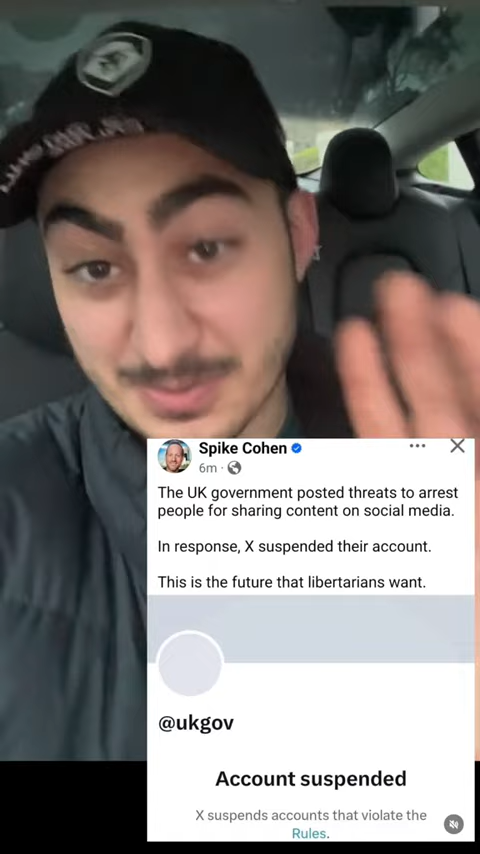 Spike Cohen
6m
The UK government posted threats to arrest
people for sharing content on social media.
In response, X suspended their account.
This is the future that libertarians want.
@ukgov
Account suspended
X suspends accounts that violate the
Rules.